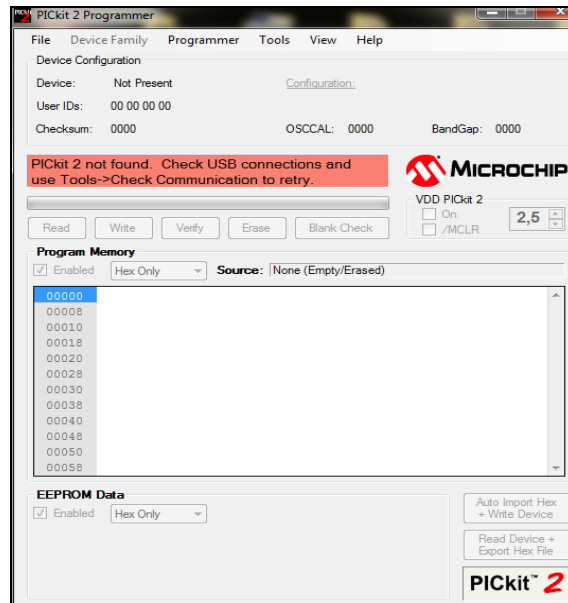 PICkit 2 Programmer
File Device Family Programmer Tools View Help
Device Configuration
Device: Not Present Configuration:
User IDs: 00 00 00 00
Checksum: 0000 OSCCAL: 0000 BandGap: 0000
PICkit 2 not found. Check USB connections and
use Tools->Check Communication to retry.
MICROCHIP
VDD PICkit 2
On
/MCLR
2,5
Read Write Verify Erase Blank Check
Program Memory
Enabled Hex Only Source: None (Empty/Erased)
00000
00008
00010
00018
00020
00028
00030
00038
00040
00048
00050
00058
EEPROM Data
Enabled Hex Only
Auto Import Hex
+ Write Device
Read Device +
Export Hex File
PICkit™ 2